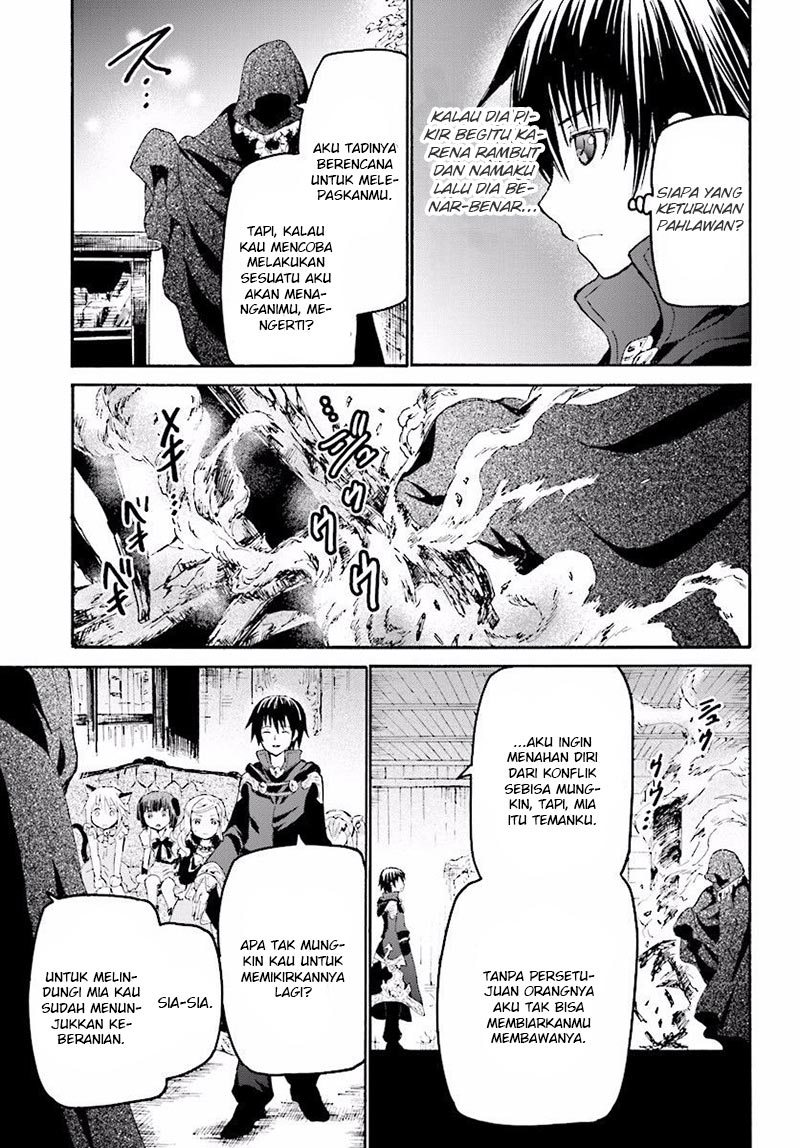 SIAPA YANG
KETURUNAN
PAHLAWAN?
KALAU DIA PI-
KIR BEGITU KA-
RENA RAMBUT
DAN NAMAKU
LALU DIA BE-
NAR-BENAR...
AKU TADINYA
BERENCANA
UNTUK MELE-
PASKANMU.
TAPI, KALAU
KAU MENCOBA
MELAKUKAN
SESUATU AKU
AKAN MENA-
NGANIMU, ME-
NGERTI?
...AKU INGIN
MENAHAN DIRI
DARI KONFLIK
SEBISA MUNG-
KIN, TAPI, MIA
ITU TEMANKU.
TANPA PERSETU-
JUAN ORANGNYA
AKU TAK BISA
MEMBIARKANMU
MEMBAWANYA.
APA TAK MUNG-
KIN KAU UNTUK
MEMIKIRKANNYA
LAGI?
SIA-SIA.
UNTUK MELIN-
DUNGI MIA KAU
SUDAH MENUN-
JUKKAN KE-
BERANIAN.